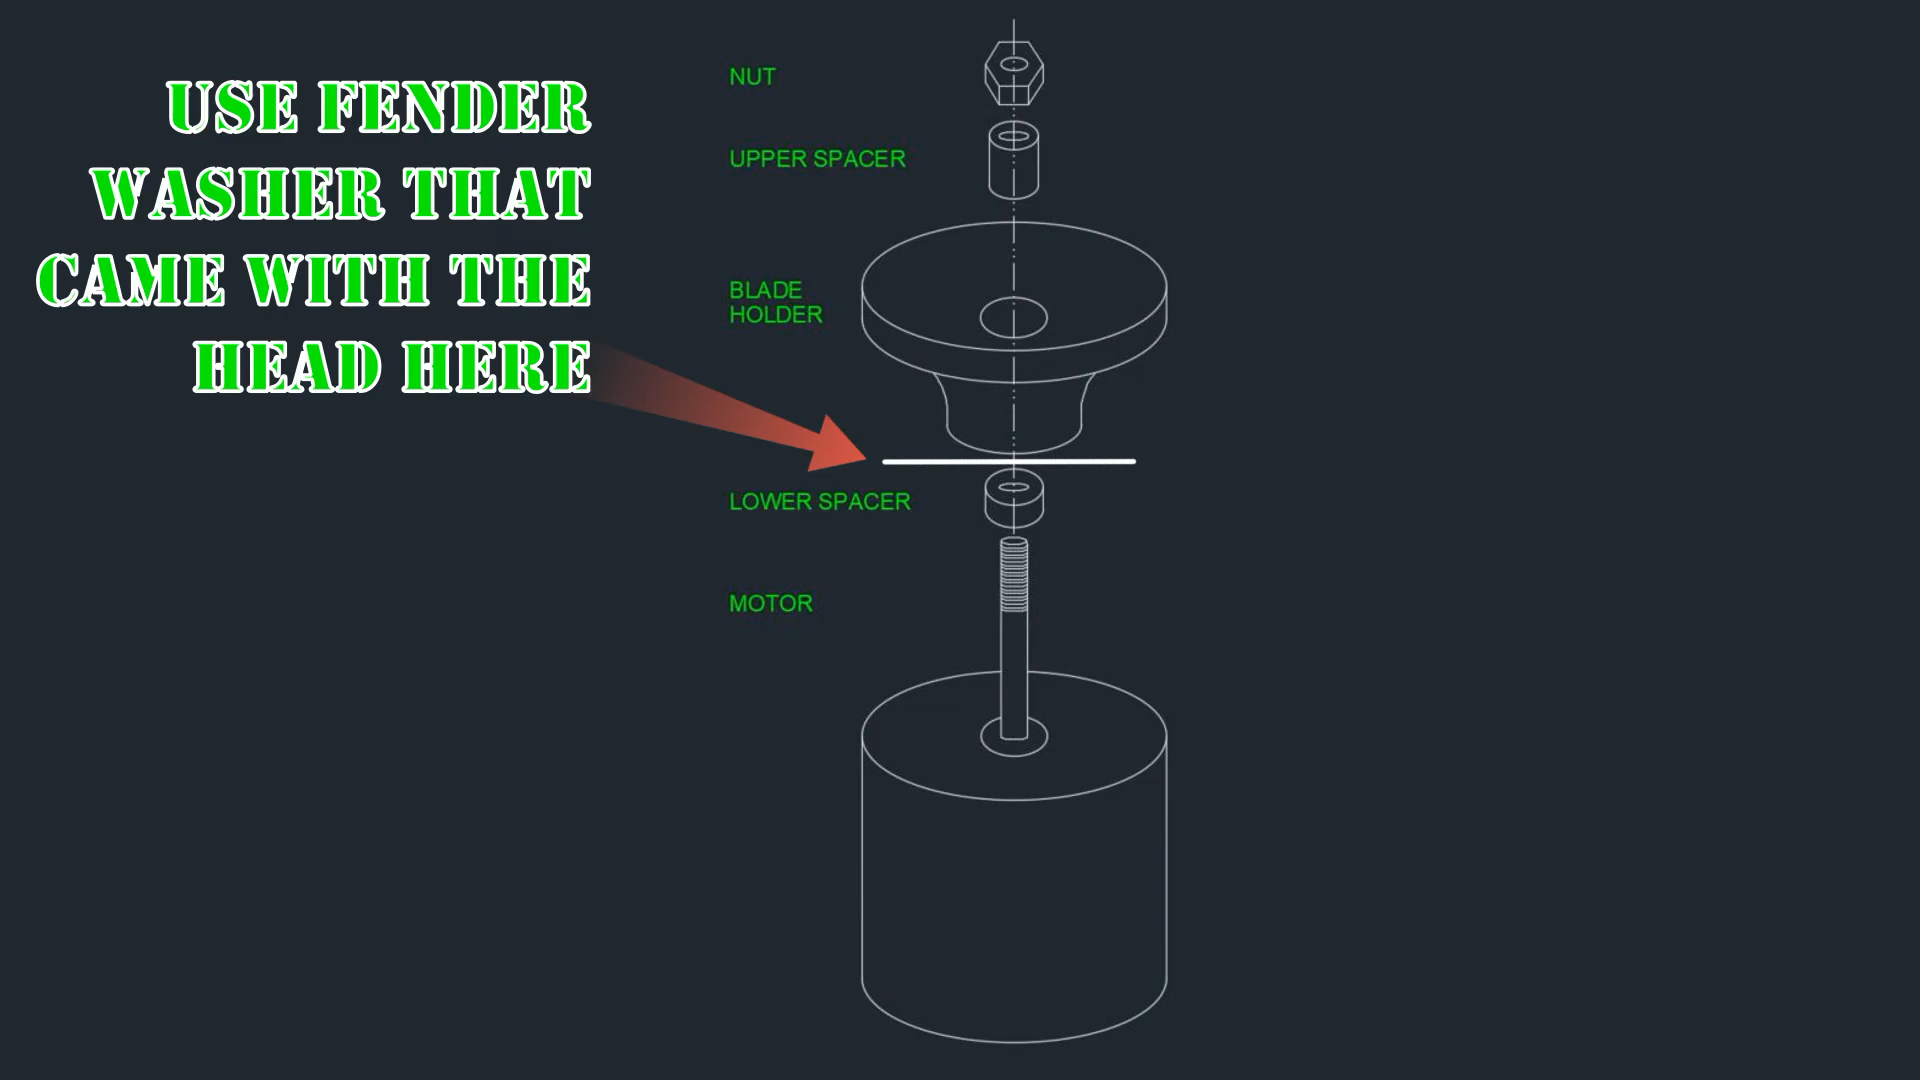 USE FENDER
WASHER THAT
CAME WITH THE
HEAD HERE
NUT
UPPER SPACER
BLADE
HOLDER
LOWER SPACER
MOTOR